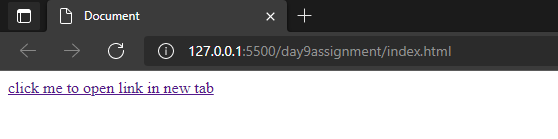 Document
127.0.0.1:5500/day9assignment/index.html
click me to open link in new tab